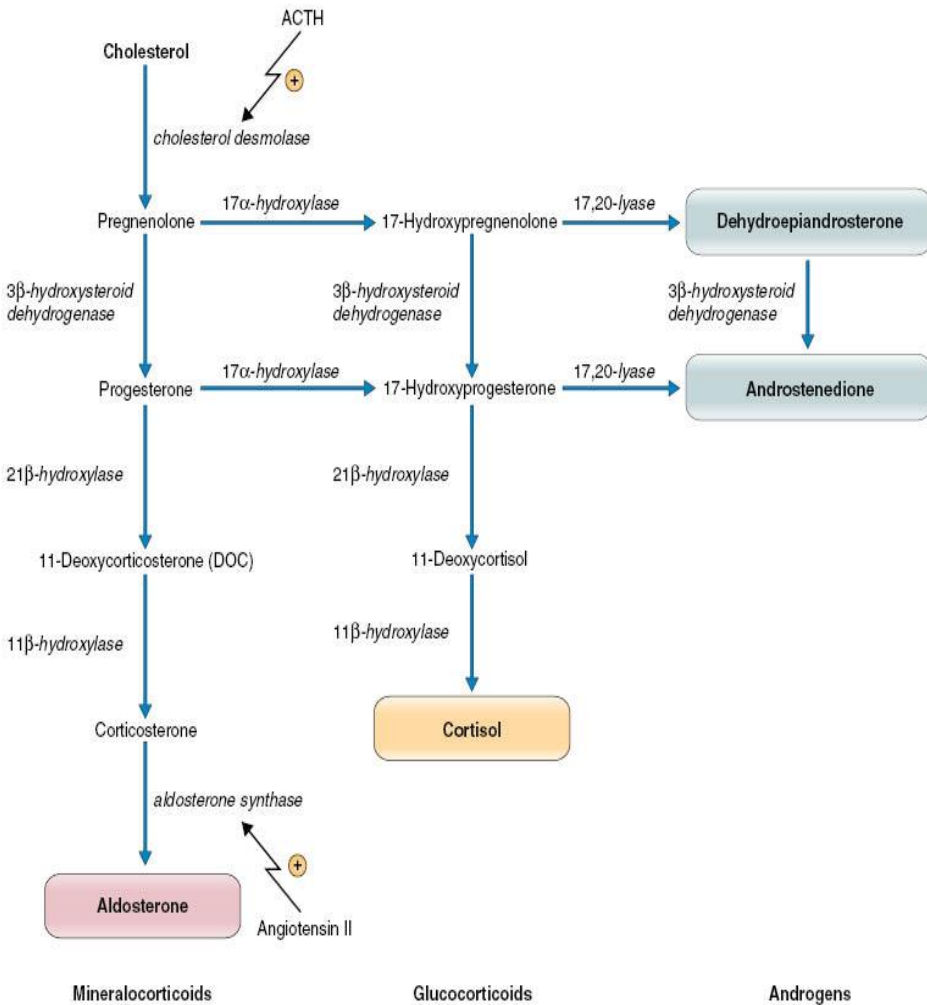 ACTH
Cholesterol
+
cholesterol desmolase
17α-hydroxylase
17,20-lyase
Pregnenolone
17-Hydroxypregnenolone
Dehydroepiandrosterone
3β-hydroxysteroid
dehydrogenase
3β-hydroxysteroid
dehydrogenase
3β-hydroxysteroid
dehydrogenase
17α-hydroxylase
17,20-lyase
Progesterone
17-Hydroxyprogesterone
Androstenedione
21β-hydroxylase
21β-hydroxylase
11-Deoxycorticosterone (DOC)
11-Deoxycortisol
11β-hydroxylase
11β-hydroxylase
Corticosterone
Cortisol
aldosterone synthase
+
Aldosterone
Angiotensin II
Mineralocorticoids
Glucocorticoids
Androgens